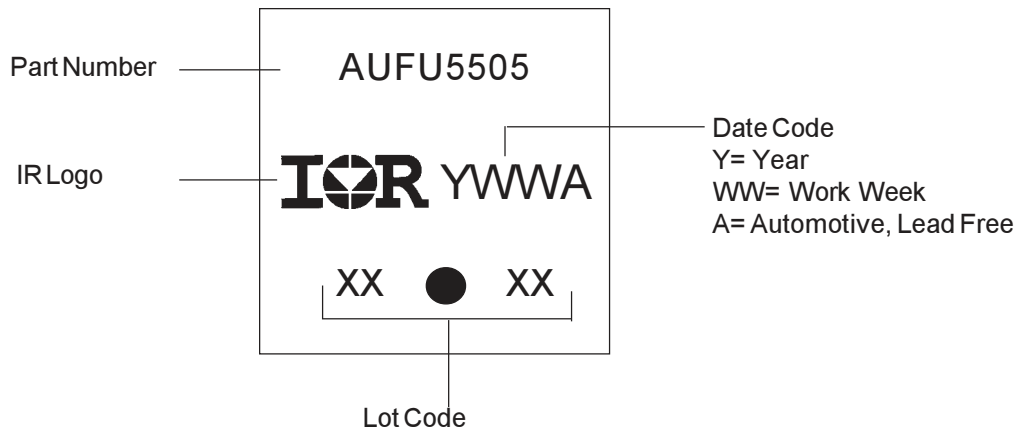 Part Number
AUFU5505
IR Logo
IOR YWWA
Date Code
Y= Year
WW= Work Week
A= Automotive, Lead Free
XX XX
Lot Code